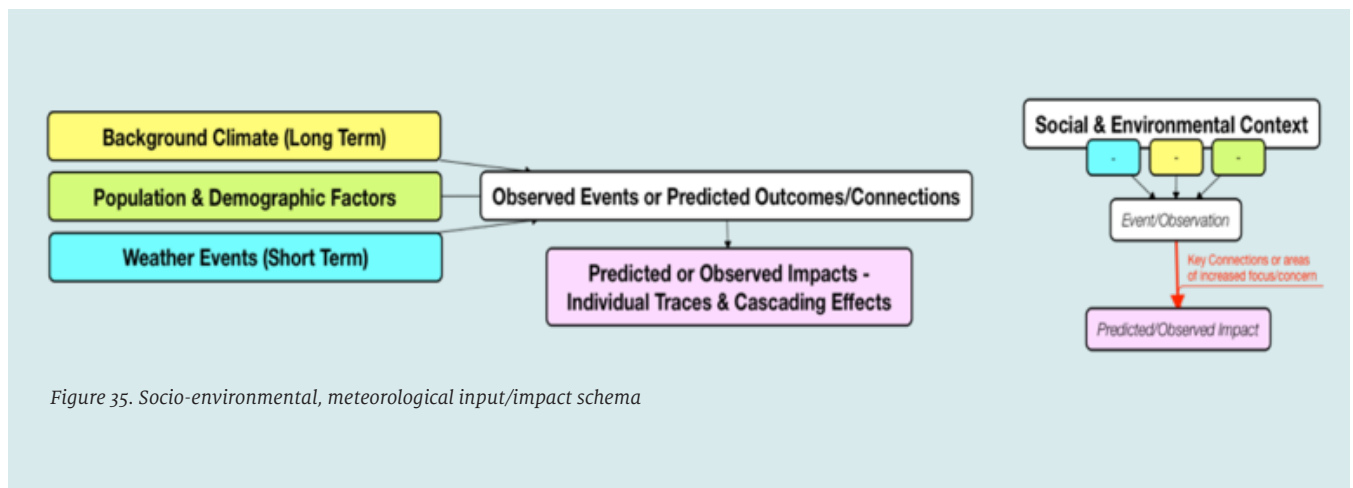 Background Climate (Long Term)
Population & Demographic Factors
Weather Events (Short Term)
Observed Events or Predicted Outcomes/Connections
Predicted or Observed Impacts -
Individual Traces & Cascading Effects
Social & Environmental Context
- - -
Event/Observation
Key Connections or areas
of increased focus/concern
Predicted/Observed Impact
Figure 35. Socio-environmental, meteorological input/impact schema